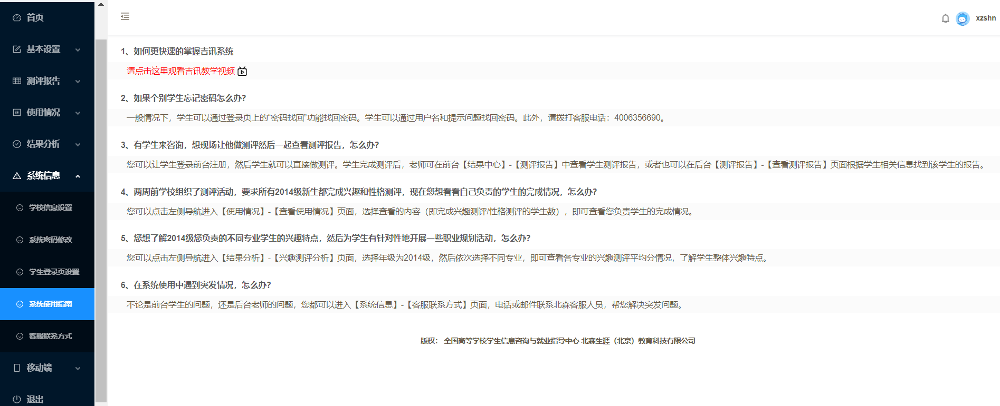 首页
基本设置
测评报告
使用情况
结果分析
系统信息
学校信息设置
系统密码修改
学生登录页设置
系统使用指南
客服联系方式
移动端
退出
xzshn
1、如何更快速的掌握吉讯系统
请点击这里观看吉讯教学视频
2、如果个别学生忘记密码怎么办?
一般情况下，学生可以通过登录页上的“密码找回”功能找回密码。学生可以通过用户名和提示问题找回密码。此外，请拨打客服电话：4006356690。
3、有学生来咨询，想现场让他做测评然后一起查看测评报告，怎么办?
您可以让学生登录前台注册，然后学生就可以直接做测评。学生完成测评后，老师可在前台【结果中心】-【测评报告】中查看学生测评报告，或者也可以在后台【测评报告】-【查看测评报告】页面根据学生相关信息找到该学生的报告。
4、两周前学校组织了测评活动，要求所有2014级新生都完成兴趣和性格测评，现在您想看看自己负责的学生的完成情况，怎么办?
您可以点击左侧导航进入【使用情况】-【查看使用情况】页面，选择查看的内容（即完成兴趣测评/性格测评的学生数），即可查看您负责学生的完成情况。
5、您想了解2014级您负责的不同专业学生的兴趣特点，然后为学生有针对性地开展一些职业规划活动，怎么办?
您可以点击左侧导航进入【结果分析】-【兴趣测评分析】页面，选择年级为2014级，然后依次选择不同专业，即可查看各专业的兴趣测评平均分情况，了解学生整体兴趣特点。
6、在系统使用中遇到突发情况，怎么办?
不论是前台学生的问题，还是后台老师的问题，您都可以进入【系统信息】-【客服联系方式】页面，电话或邮件联系北森客服人员，帮您解决突发问题。
版权： 全国高等学校学生信息咨询与就业指导中心 北森生涯（北京）教育科技有限公司